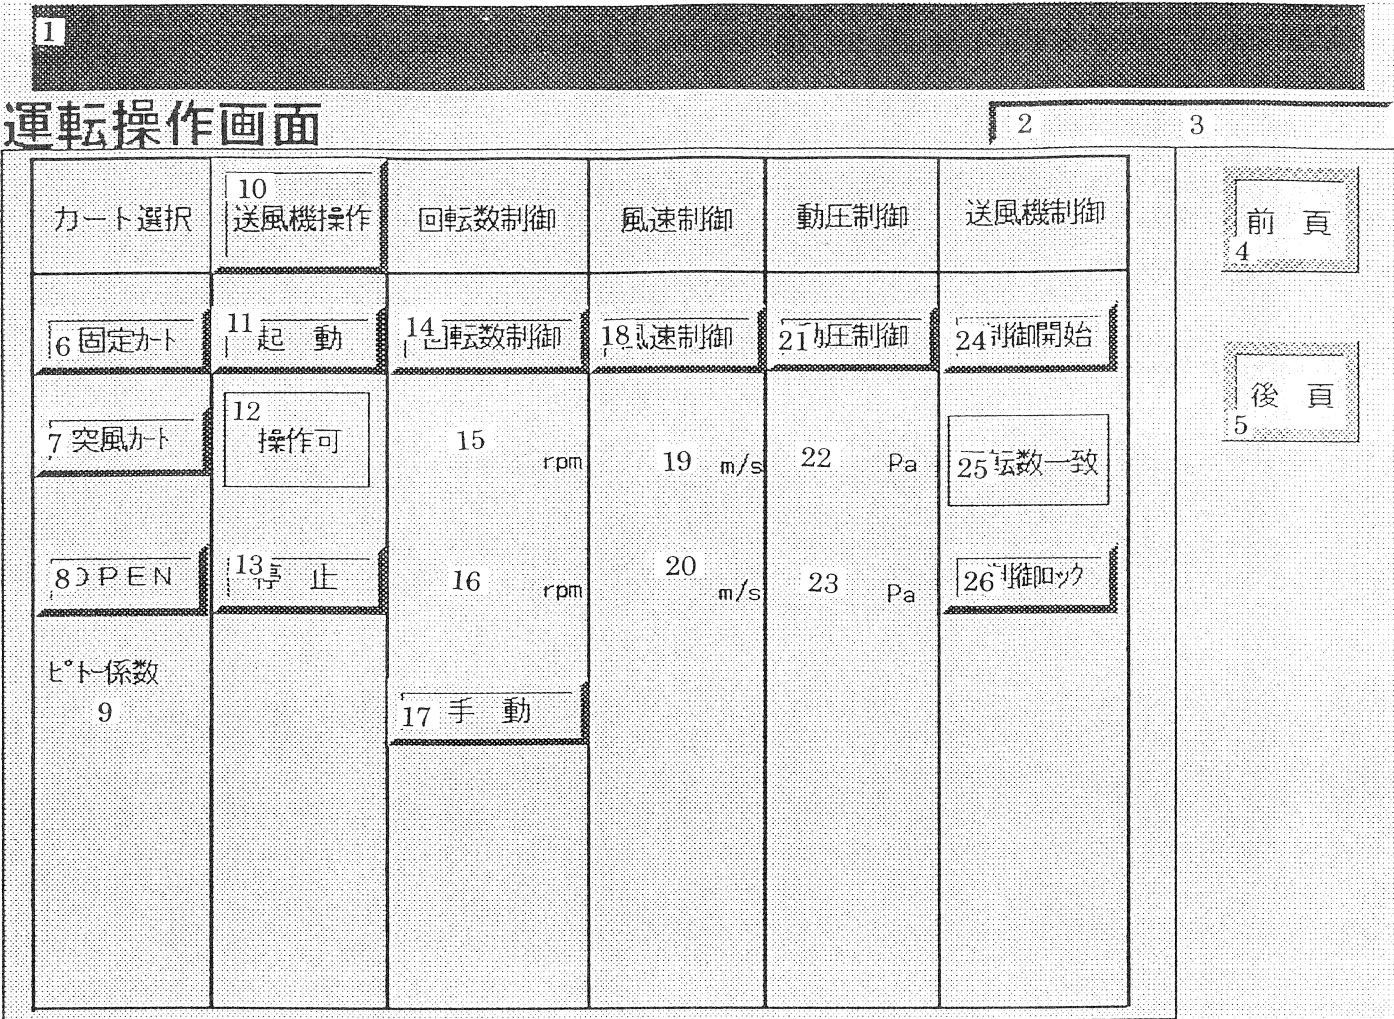 1
運転操作画面
2 3
カート選択
10
送風機操作
回転数制御
風速制御
動圧制御
送風機制御
前 頁
4
6 固定カート
11 起 動
14 転数制御
18 速制御
21 圧制御
24 制御開始
後 頁
5
7 突風カート
12
操作可
15
rpm
19 m/s
22 Pa
25 転数一致
8 OPEN
13 停 止
16 rpm
20
m/s
23 Pa
26 制御ロック
ピトー係数
9
17 手 動